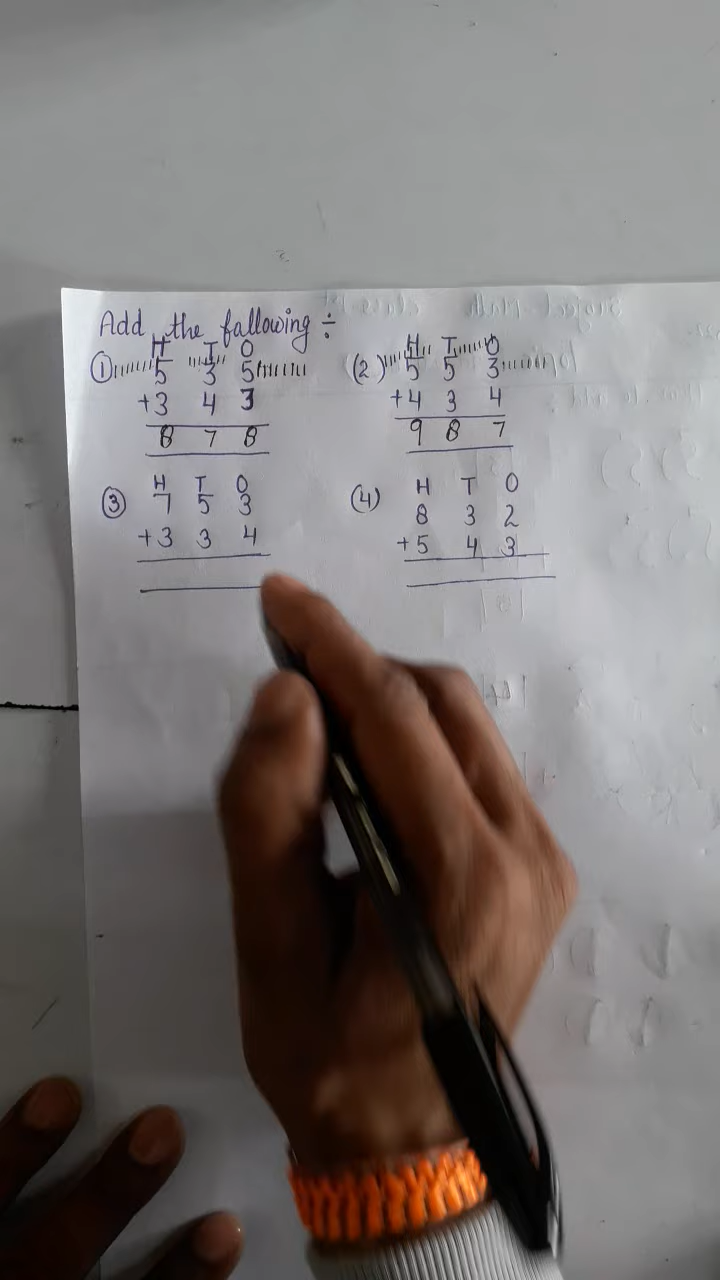 Add the fallowing ÷
① H T O (2) H T O
5 3 5 5 5 3
+3 4 3 +4 3 4
8 7 8 9 8 7
③ H T O (4) H T O
7 5 3 8 3 2
+3 3 4 +5 4 3